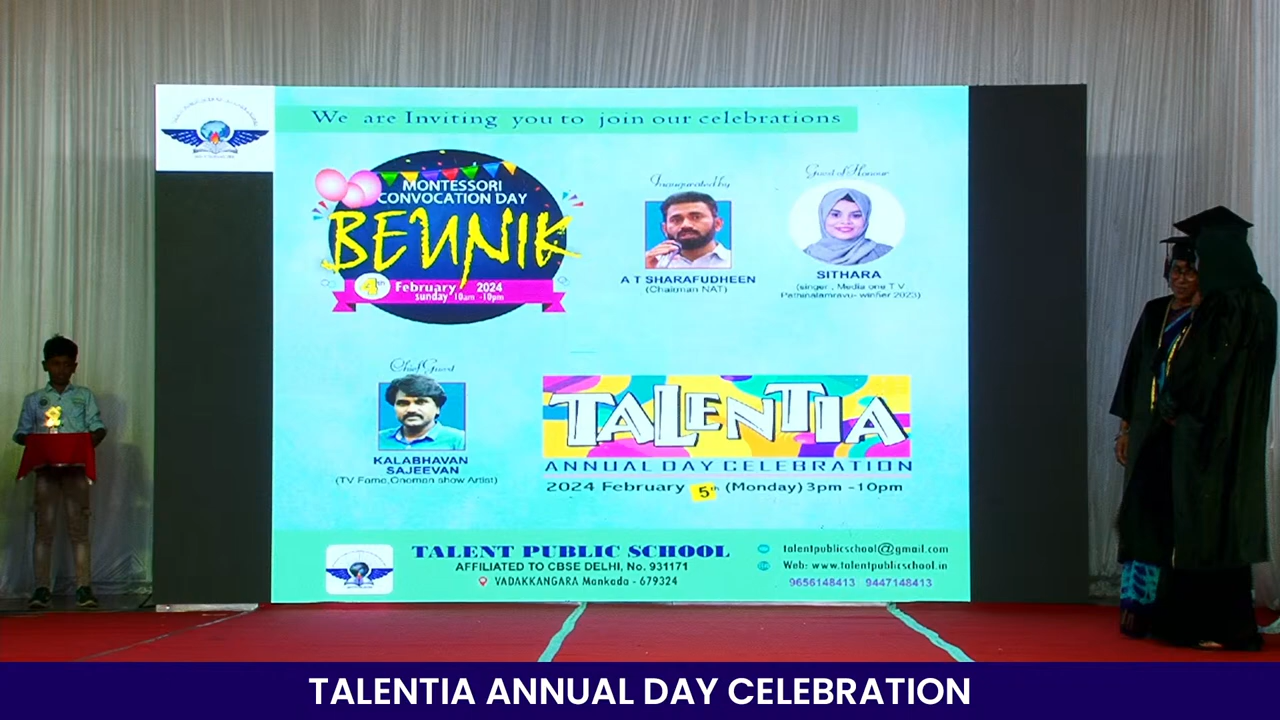 We are Inviting you to join our celebrations
MONTESSORI
CONVOCATION DAY
BEUNIK
4th February 2024
sunday 10am -10pm
Inaugurated by
A T SHARAFUDHEEN
(Chairman NAT)
Guest of Honour
SITHARA
(singer , Media one T V
Pathinalamravu- winner 2023)
Chief Guest
KALABHAVAN
SAJEEVAN
(TV Fame,Oneman show Artist)
TALENTIA
ANNUAL DAY CELEBRATION
2024 February 5th (Monday) 3pm -10pm
TALENT PUBLIC SCHOOL
AFFILIATED TO CBSE DELHI, No. 931171
VADAKKANGARA Mankada - 679324
talentpublicschool@gmail.com
Web: www.talentpublicschool.in
9656148413 9447148413
TALENTIA ANNUAL DAY CELEBRATION